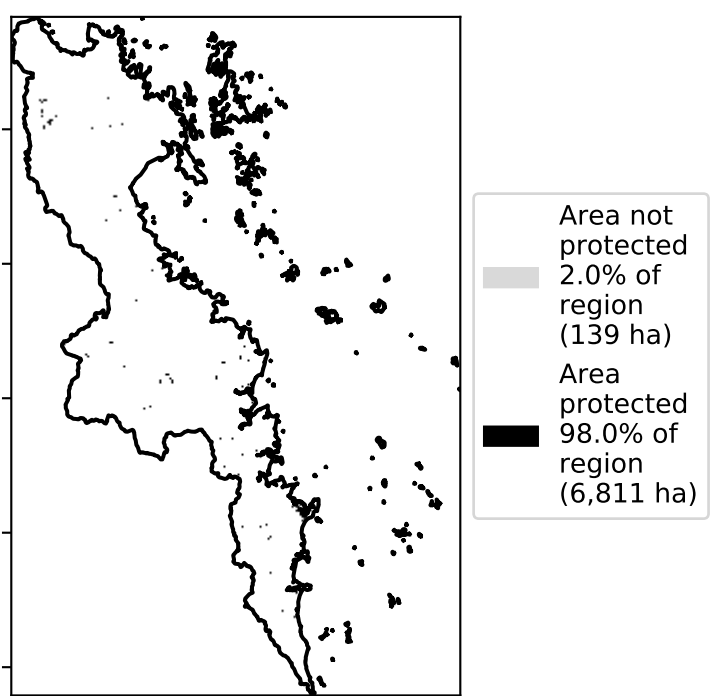 Area not
protected
2.0% of
region
(139 ha)
Area
protected
98.0% of
region
(6,811 ha)